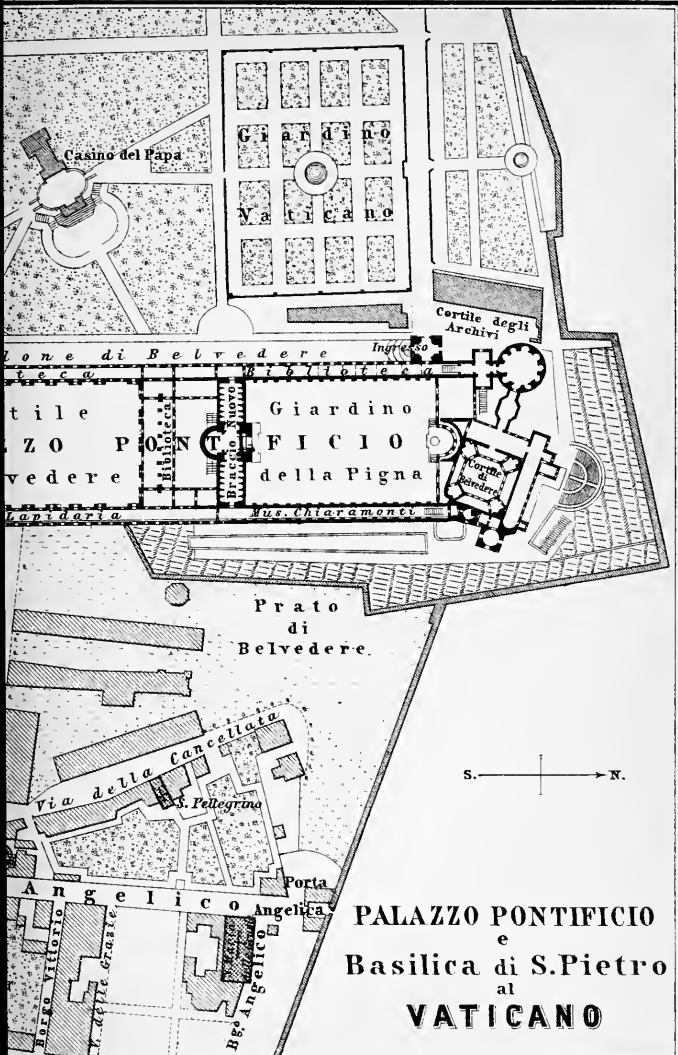 Casino del Papa
Giardino
Vaticano
Cortile degli
Archivi
Ingresso
lone di Belvedere
teca
Biblioteca
tile
ZZO PONTIFICIO
vedere
Biblioteca
Braccio Nuovo
Giardino
della Pigna
Cortile
di
Belvedere
Lapidaria
Mus. Chiaramonti
Prato
di
Belvedere
Via della Cancellata
S. Pellegrino
S. N.
Angelico
Porta
Angelica
Borgo Vittorio
V. delle Grazie
Bgo. Angelico
PALAZZO PONTIFICIO
e
Basilica di S. Pietro
al
VATICANO